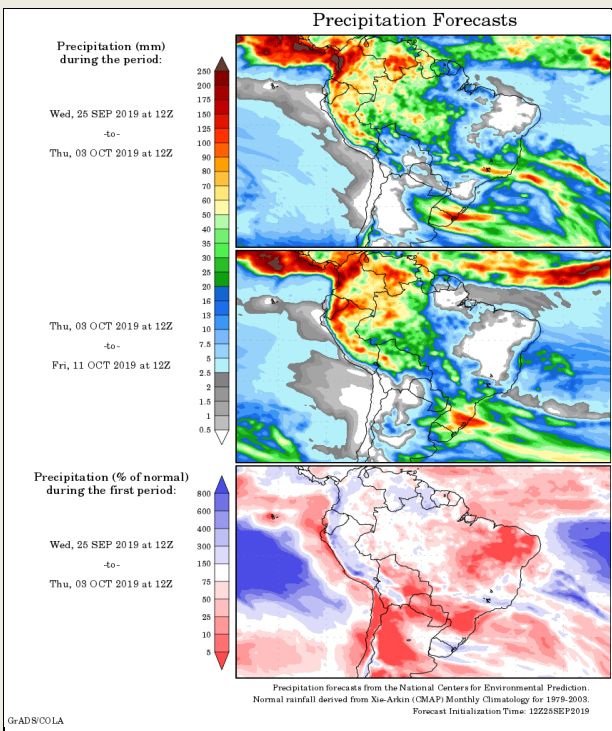 Precipitation Forecasts
Precipitation (mm)
during the period:
Wed, 25 SEP 2019 at 12Z
-to-
Thu, 03 OCT 2019 at 12Z
250
200
175
150
125
100
90
80
70
60
50
40
35
30
25
20
16
13
10
7.5
5
2.5
2
1.5
1
0.5
Thu, 03 OCT 2019 at 12Z
-to-
Fri, 11 OCT 2019 at 12Z
Precipitation (% of normal)
during the first period:
Wed, 25 SEP 2019 at 12Z
-to-
Thu, 03 OCT 2019 at 12Z
800
600
400
300
150
75
50
25
10
5
Precipitation forecasts from the National Centers for Environmental Prediction.
Normal rainfall derived from Xie-Arkin (CMAP) Monthly Climatology for 1979-2003.
Forecast Initialization Time: 12Z25SEP2019
GrADS/COLA